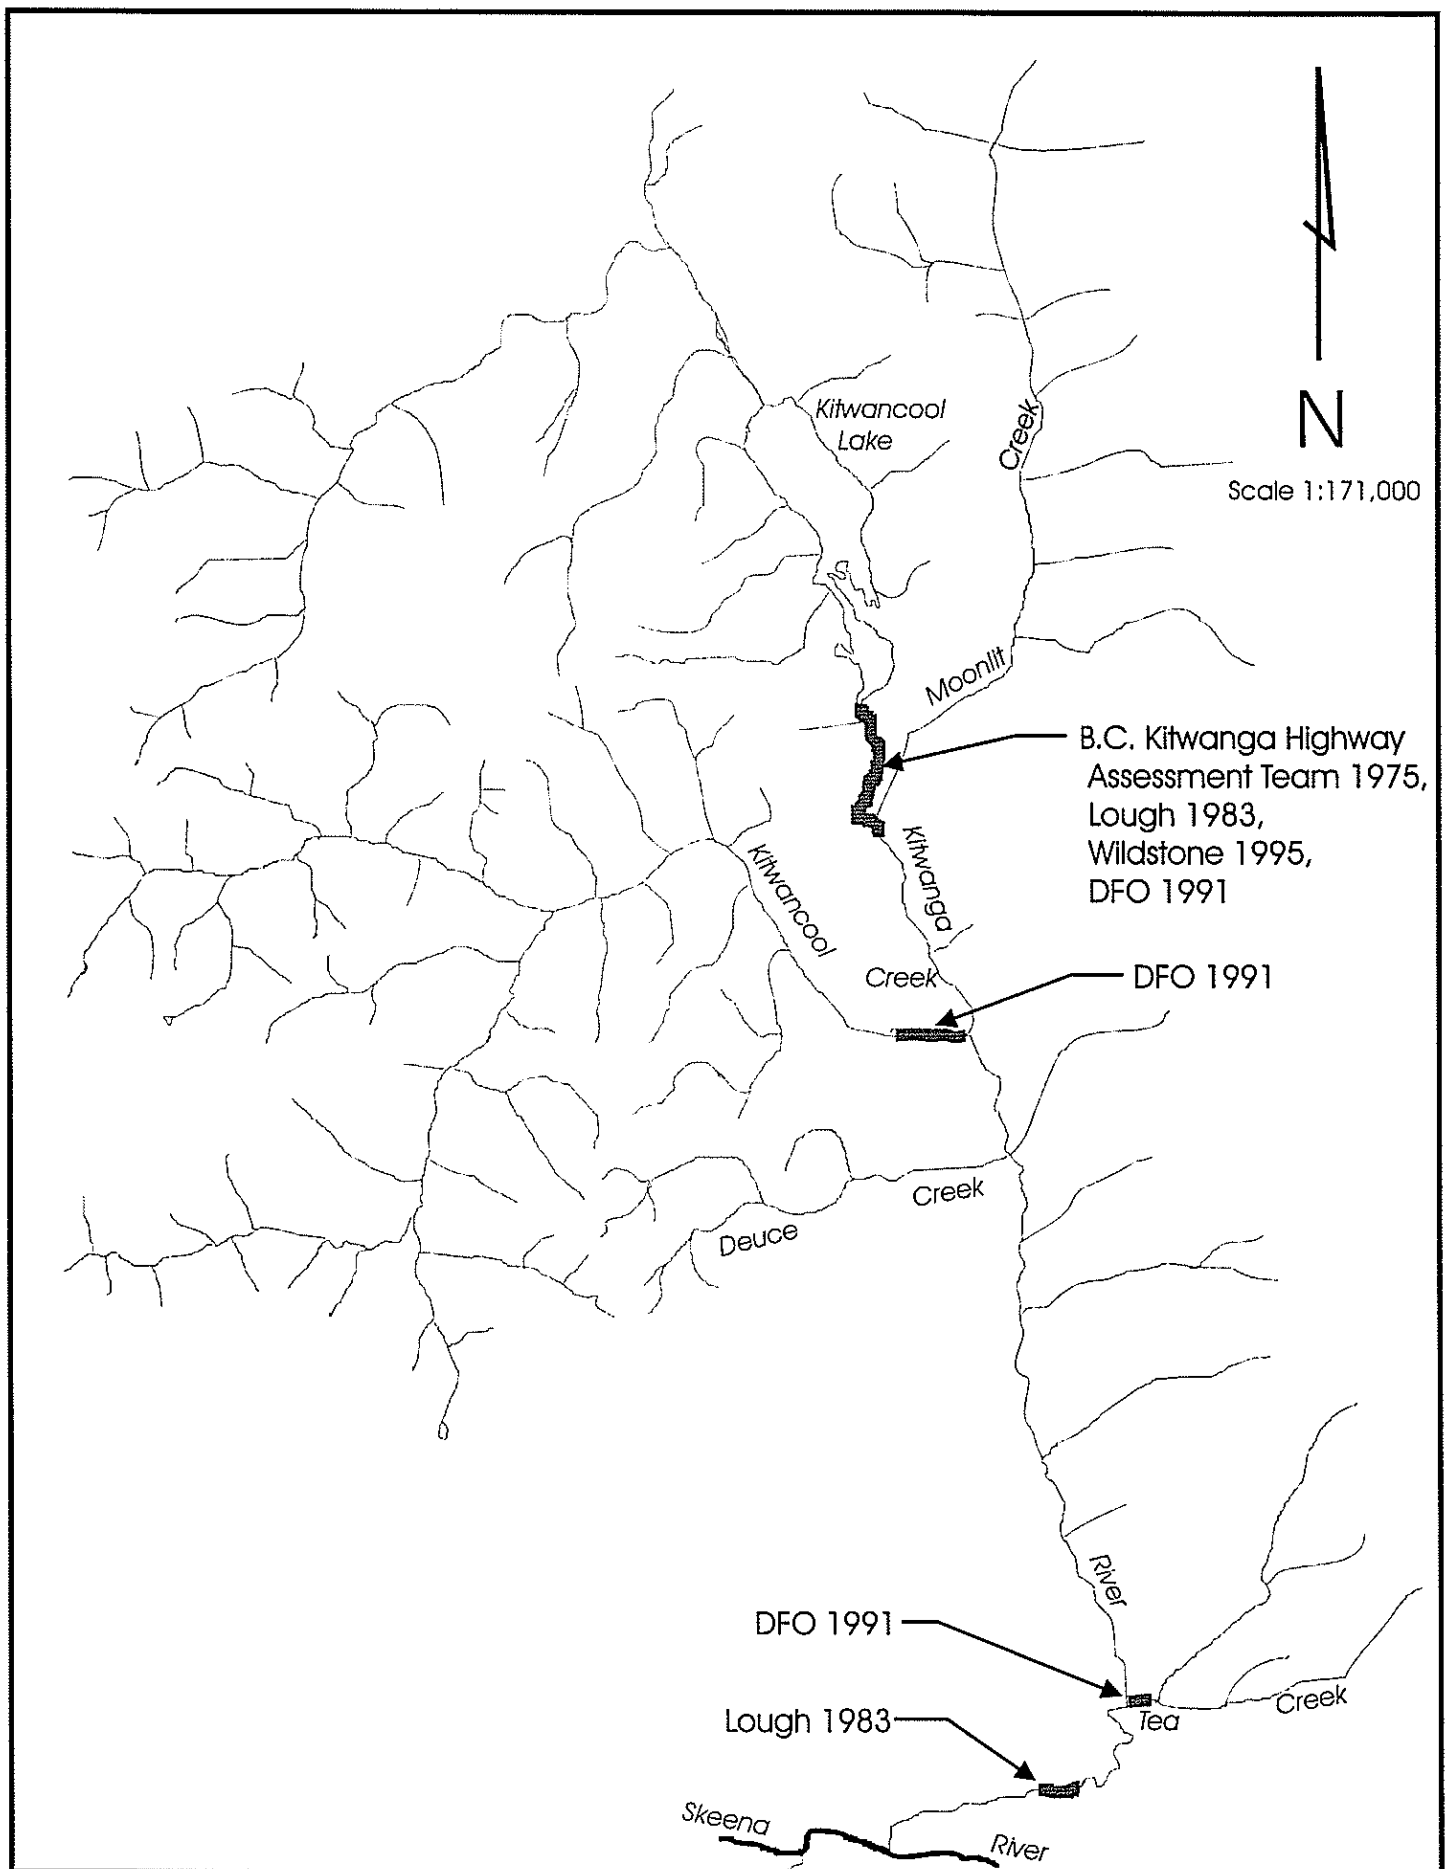 Kitwancool
Lake
Creek
N
Scale 1:171,000
Moonlit
B.C. Kitwanga Highway
Assessment Team 1975,
Lough 1983,
Wildstone 1995,
DFO 1991
Kitwanga
Kitwancool
Creek
DFO 1991
Creek
Deuce
River
DFO 1991
Creek
Tea
Lough 1983
Skeena
River